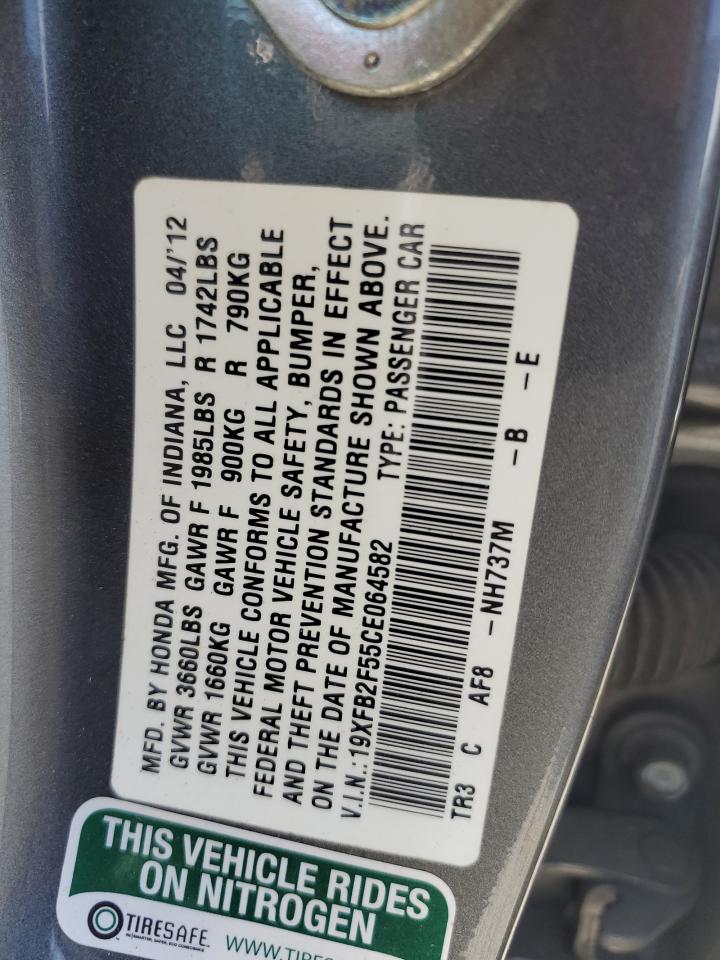 MFD. BY HONDA MFG. OF INDIANA, LLC 04/'12
GVWR 3660LBS GAWR F 1985LBS R 1742LBS
GVWR 1660KG GAWR F 900KG R 790KG
THIS VEHICLE CONFORMS TO ALL APPLICABLE
FEDERAL MOTOR VEHICLE SAFETY, BUMPER,
AND THEFT PREVENTION STANDARDS IN EFFECT
ON THE DATE OF MANUFACTURE SHOWN ABOVE.
V.I.N.:19XFB2F55CE064582 TYPE: PASSENGER CAR
TR3 C AF8 -NH737M -B -E
THIS VEHICLE RIDES
ON NITROGEN
TIRESAFE